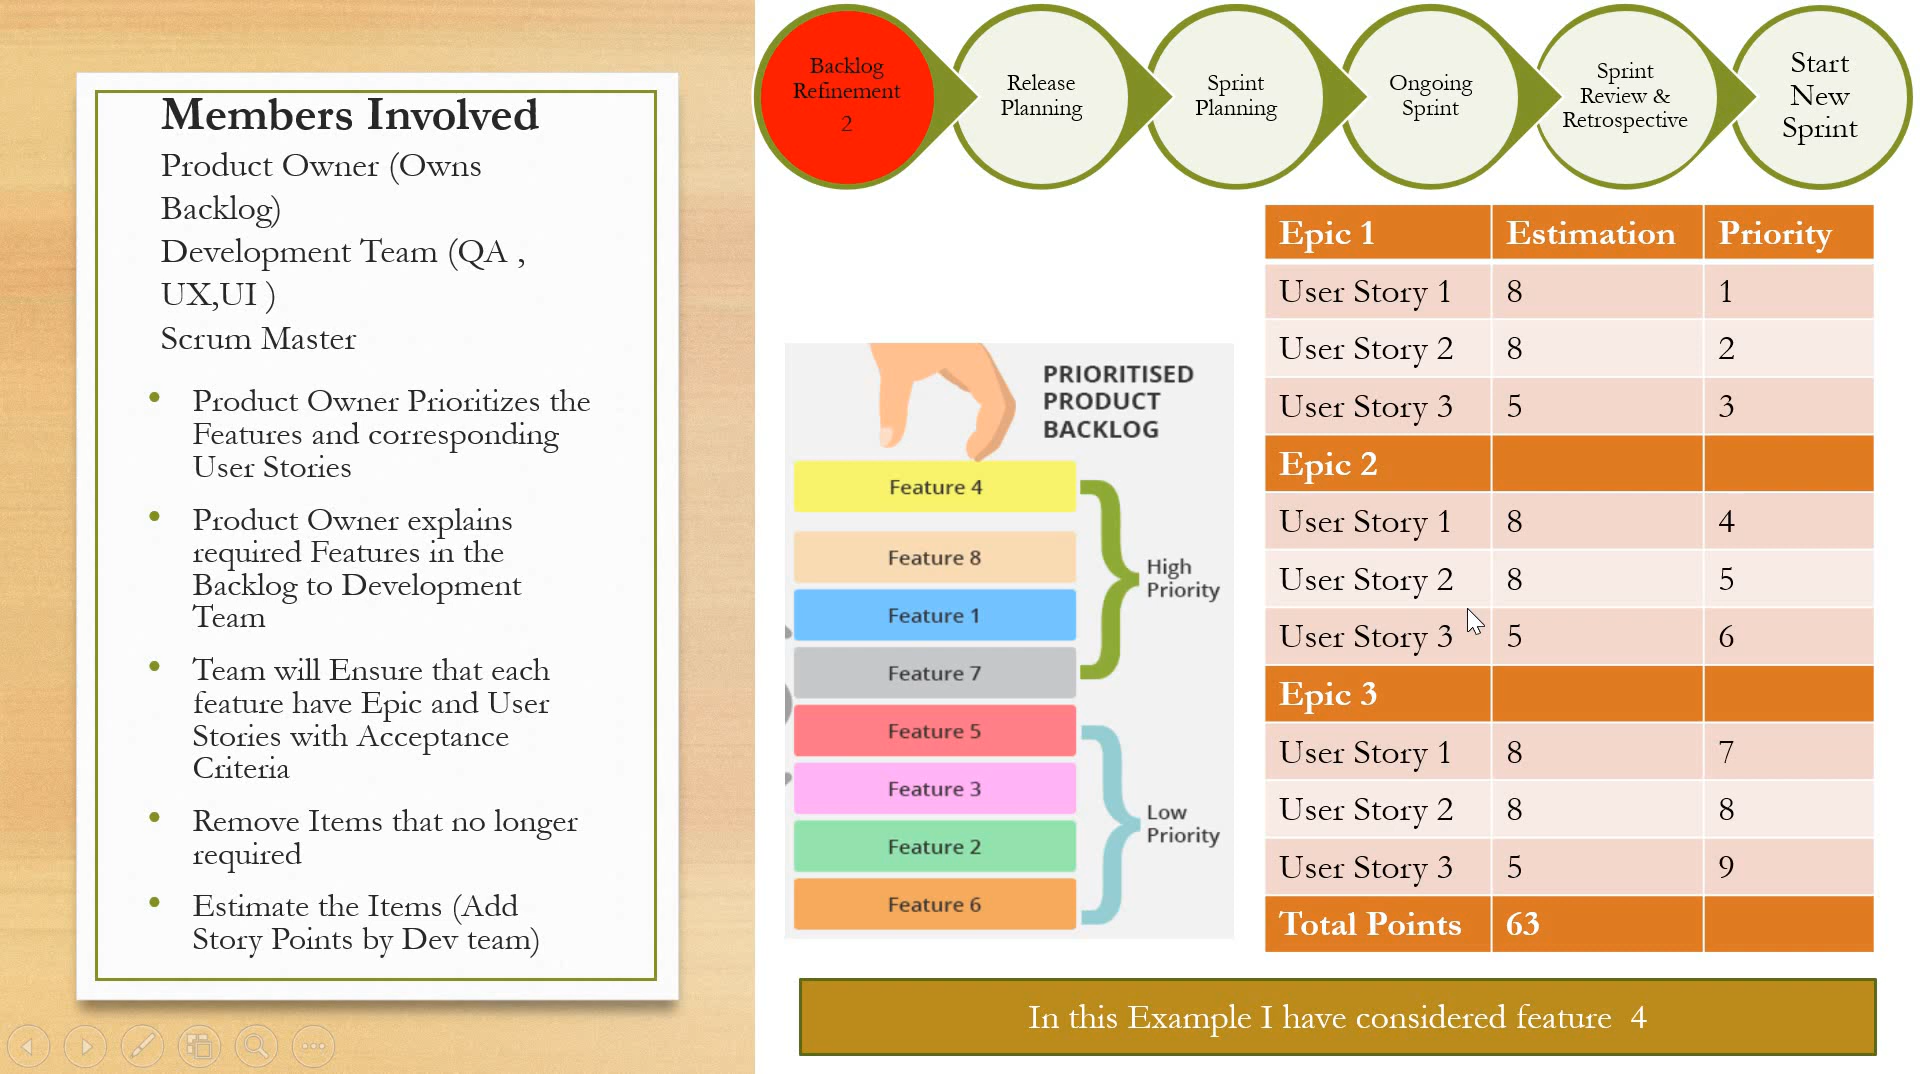 Members Involved
Product Owner (Owns
Backlog)
Development Team (QA ,
UX,UI )
Scrum Master
• Product Owner Prioritizes the
Features and corresponding
User Stories
• Product Owner explains
required Features in the
Backlog to Development
Team
• Team will Ensure that each
feature have Epic and User
Stories with Acceptance
Criteria
• Remove Items that no longer
required
• Estimate the Items (Add
Story Points by Dev team)
Backlog
Refinement
2
Release
Planning
Sprint
Planning
Ongoing
Sprint
Sprint
Review &
Retrospective
Start
New
Sprint
PRIORITISED
PRODUCT
BACKLOG
Feature 4
Feature 8
Feature 1
Feature 7
High
Priority
Feature 5
Feature 3
Feature 2
Feature 6
Low
Priority
Epic 1 Estimation Priority
User Story 1 8 1
User Story 2 8 2
User Story 3 5 3
Epic 2
User Story 1 8 4
User Story 2 8 5
User Story 3 5 6
Epic 3
User Story 1 8 7
User Story 2 8 8
User Story 3 5 9
Total Points 63
In this Example I have considered feature 4